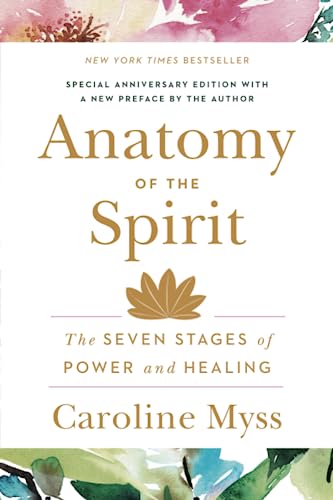 NEW YORK TIMES BESTSELLER
SPECIAL ANNIVERSARY EDITION WITH
A NEW PREFACE BY THE AUTHOR
Anatomy
OF THE
Spirit
The SEVEN STAGES of
POWER and HEALING
Caroline Myss